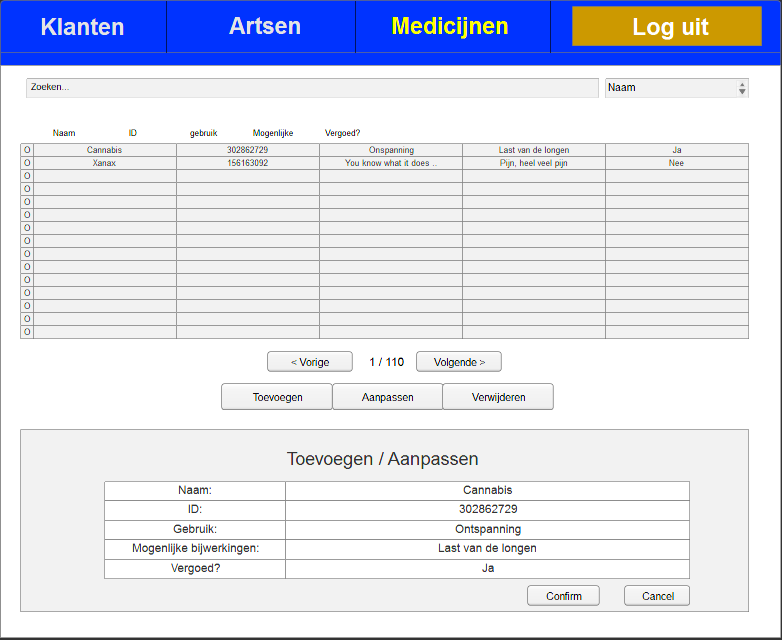 Klanten Artsen Medicijnen Log uit
Zoeken... Naam
Naam ID gebruik Mogenlijke Vergoed?
O Cannabis 302862729 Onspanning Last van de longen Ja
O Xanax 156163092 You know what it does .. Pijn, heel veel pijn Nee
O
O
O
O
O
O
O
O
O
O
O
O
O
< Vorige 1 / 110 Volgende >
Toevoegen Aanpassen Verwijderen
Toevoegen / Aanpassen
Naam: Cannabis
ID: 302862729
Gebruik: Ontspanning
Mogenlijke bijwerkingen: Last van de longen
Vergoed? Ja
Confirm Cancel